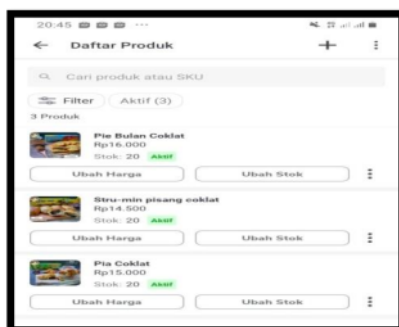 20:45
Daftar Produk
Cari produk atau SKU
Filter Aktif (3)
3 Produk
Pie Bulan Coklat
Rp16.000
Stok: 20 Aktif
Ubah Harga Ubah Stok
Stru-min pisang coklat
Rp14.500
Stok: 20 Aktif
Ubah Harga Ubah Stok
Pia Coklat
Rp15.000
Stok: 20 Aktif
Ubah Harga Ubah Stok